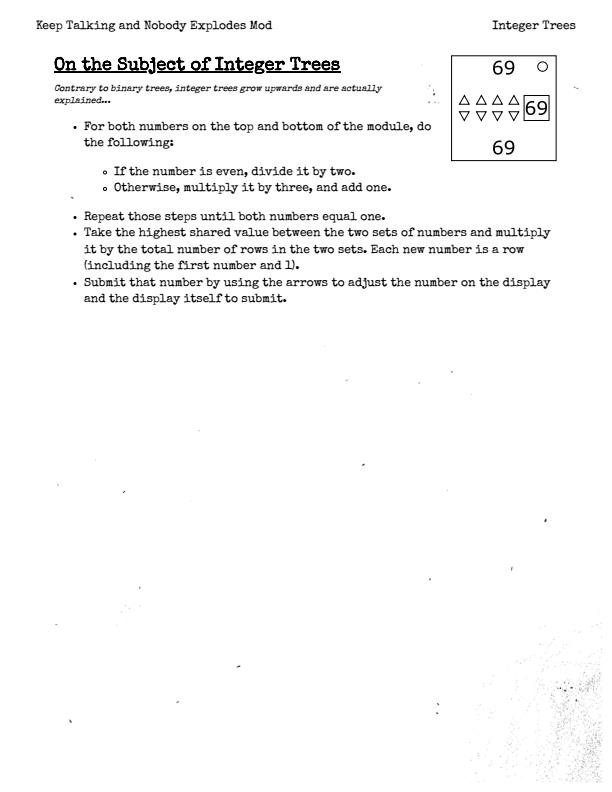 Keep Talking and Nobody Explodes Mod Integer Trees
On the Subject of Integer Trees
Contrary to binary trees, integer trees grow upwards and are actually
explained...
69
69
69
• For both numbers on the top and bottom of the module, do
the following:
If the number is even, divide it by two.
Otherwise, multiply it by three, and add one.
• Repeat those steps until both numbers equal one.
• Take the highest shared value between the two sets of numbers and multiply
it by the total number of rows in the two sets. Each new number is a row
(including the first number and 1).
• Submit that number by using the arrows to adjust the number on the display
and the display itself to submit.